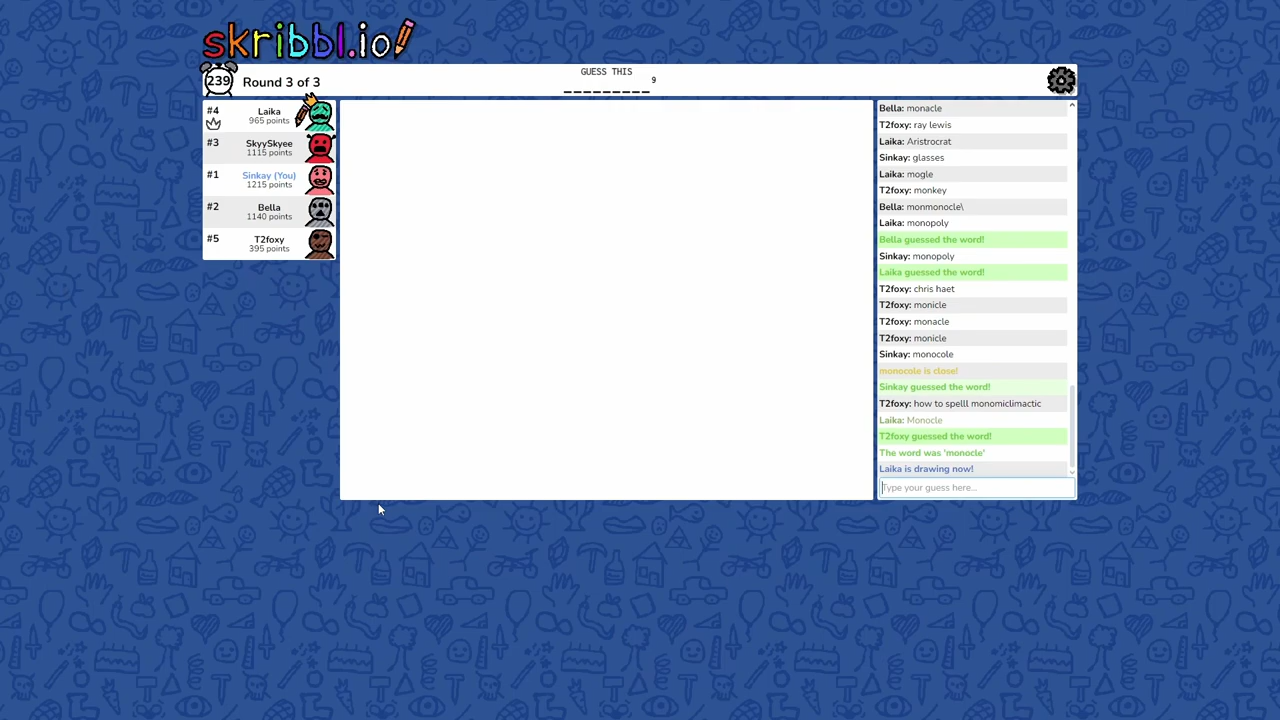 skribbl.io
239
Round 3 of 3
GUESS THIS
_________ 9
#4
Laika
965 points
#3
SkyySkyee
1115 points
#1
Sinkay (You)
1215 points
#2
Bella
1140 points
#5
T2foxy
395 points
Bella: monacle
T2foxy: ray lewis
Laika: Aristrocrat
Sinkay: glasses
Laika: mogle
T2foxy: monkey
Bella: monmonocle\
Laika: monopoly
Bella guessed the word!
Sinkay: monopoly
Laika guessed the word!
T2foxy: chris haet
T2foxy: monicle
T2foxy: monacle
T2foxy: monicle
Sinkay: monocole
monocole is close!
Sinkay guessed the word!
T2foxy: how to spelll monomiclimactic
Laika: Monocle
T2foxy guessed the word!
The word was 'monocle'
Laika is drawing now!
Type your guess here...